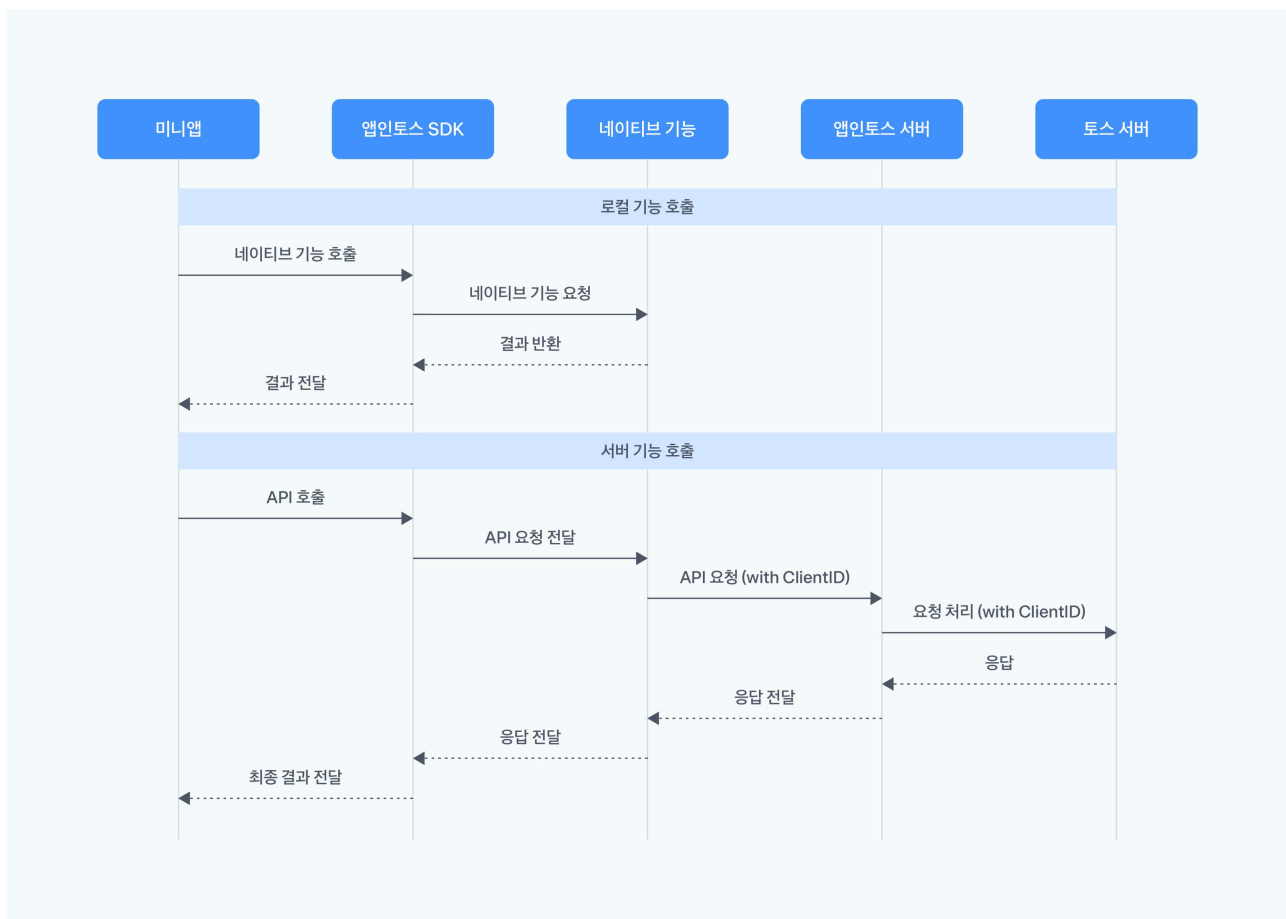 미니앱
앱인토스 SDK
네이티브 기능
앱인토스 서버
토스 서버
로컬 기능 호출
네이티브 기능 호출
네이티브 기능 요청
결과 반환
결과 전달
서버 기능 호출
API 호출
API 요청 전달
API 요청 (with ClientID)
요청 처리 (with ClientID)
응답
응답 전달
응답 전달
최종 결과 전달